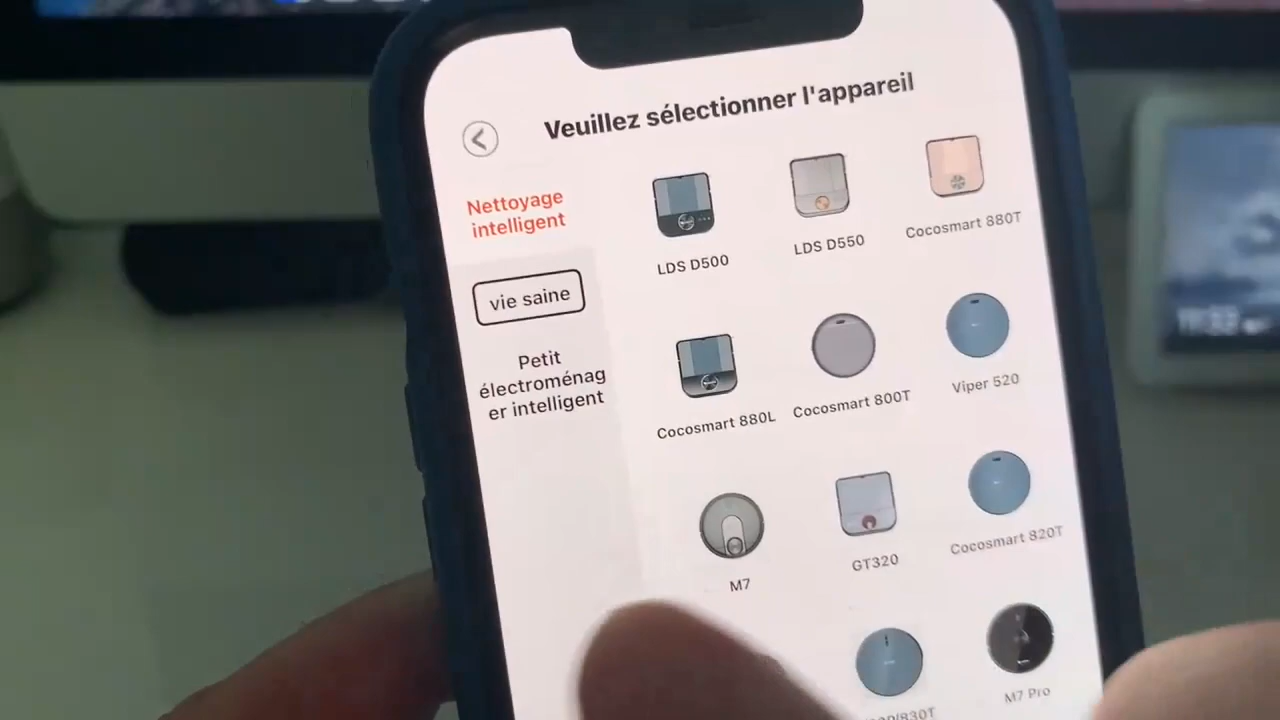 Veuillez sélectionner l'appareil
Nettoyage
intelligent
vie saine
Petit
électroménag
er intelligent
LDS D500
LDS D550
Cocosmart 880T
Cocosmart 880L
Cocosmart 800T
Viper 520
M7
GT320
Cocosmart 820T
/830T
M7 Pro